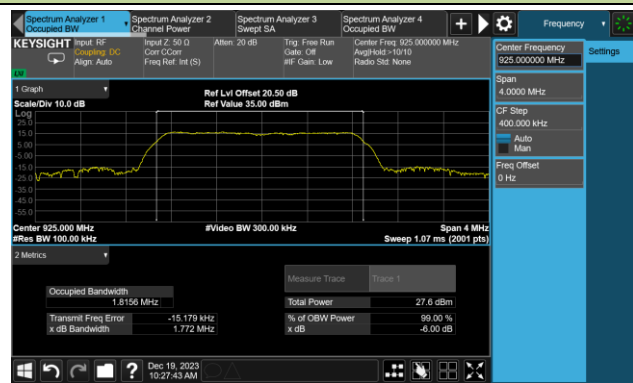 Spectrum Analyzer 1
Occupied BW
Spectrum Analyzer 2
Channel Power
Spectrum Analyzer 3
Swept SA
Spectrum Analyzer 4
Occupied BW
Frequency
KEYSIGHT
Input: RF
Coupling: DC
Align: Auto
Input Z: 50 Ω
Corr CCorr
Freq Ref: Int (S)
Atten: 20 dB
Trig: Free Run
Gate: Off
#IF Gain: Low
Center Freq: 925.000000 MHz
Avg|Hold:>10/10
Radio Std: None
Center Frequency
925.000000 MHz
Settings
Span
4.0000 MHz
CF Step
400.000 kHz
Auto
Man
Freq Offset
0 Hz
1 Graph
Scale/Div 10.0 dB
Ref Lvl Offset 20.50 dB
Ref Value 35.00 dBm
Log
25.0
15.0
5.00
-5.00
-15.0
-25.0
-35.0
-45.0
-55.0
Center 925.000 MHz
#Res BW 100.00 kHz
#Video BW 300.00 kHz
Span 4 MHz
Sweep 1.07 ms (2001 pts)
2 Metrics
Measure Trace
Trace 1
Occupied Bandwidth
1.8156 MHz
Total Power
27.6 dBm
Transmit Freq Error
-15.179 kHz
% of OBW Power
99.00 %
x dB Bandwidth
1.772 MHz
x dB
-6.00 dB
Dec 19, 2023
10:27:43 AM